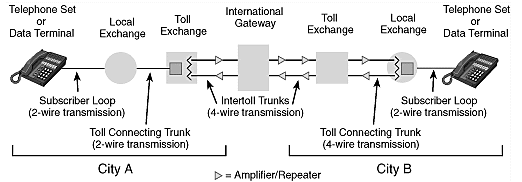 Telephone Set
or
Data Terminal
Local
Exchange
Toll
Exchange
International
Gateway
Toll
Exchange
Local
Exchange
Telephone Set
or
Data Terminal
Subscriber Loop
(2-wire transmission)
Intertoll Trunks
(4-wire transmission)
Subscriber Loop
(2-wire transmission)
Toll Connecting Trunk
(2-wire transmission)
Toll Connecting Trunk
(4-wire transmission)
City A
City B
= Amplifier/Repeater